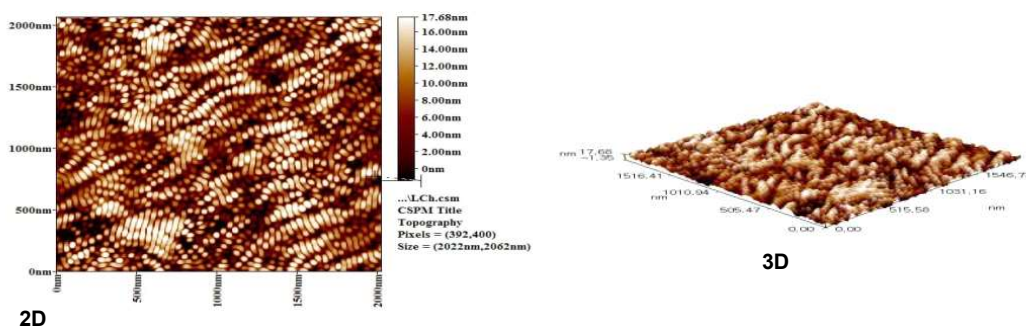 2000nm
1500nm
1000nm
500nm
0nm
0nm
500nm
1000nm
1500nm
2000nm
17.68nm
16.00nm
14.00nm
12.00nm
10.00nm
8.00nm
6.00nm
4.00nm
2.00nm
0nm
...\LCh.csm
CSPM Title
Topography
Pixels = (392,400)
Size = (2022nm,2062nm)
2D
nm 17.68
-1.35
1516.41
1010.94
nm
505.47
0.00
0.00
515.58
1031.16
nm
1546.7
3D